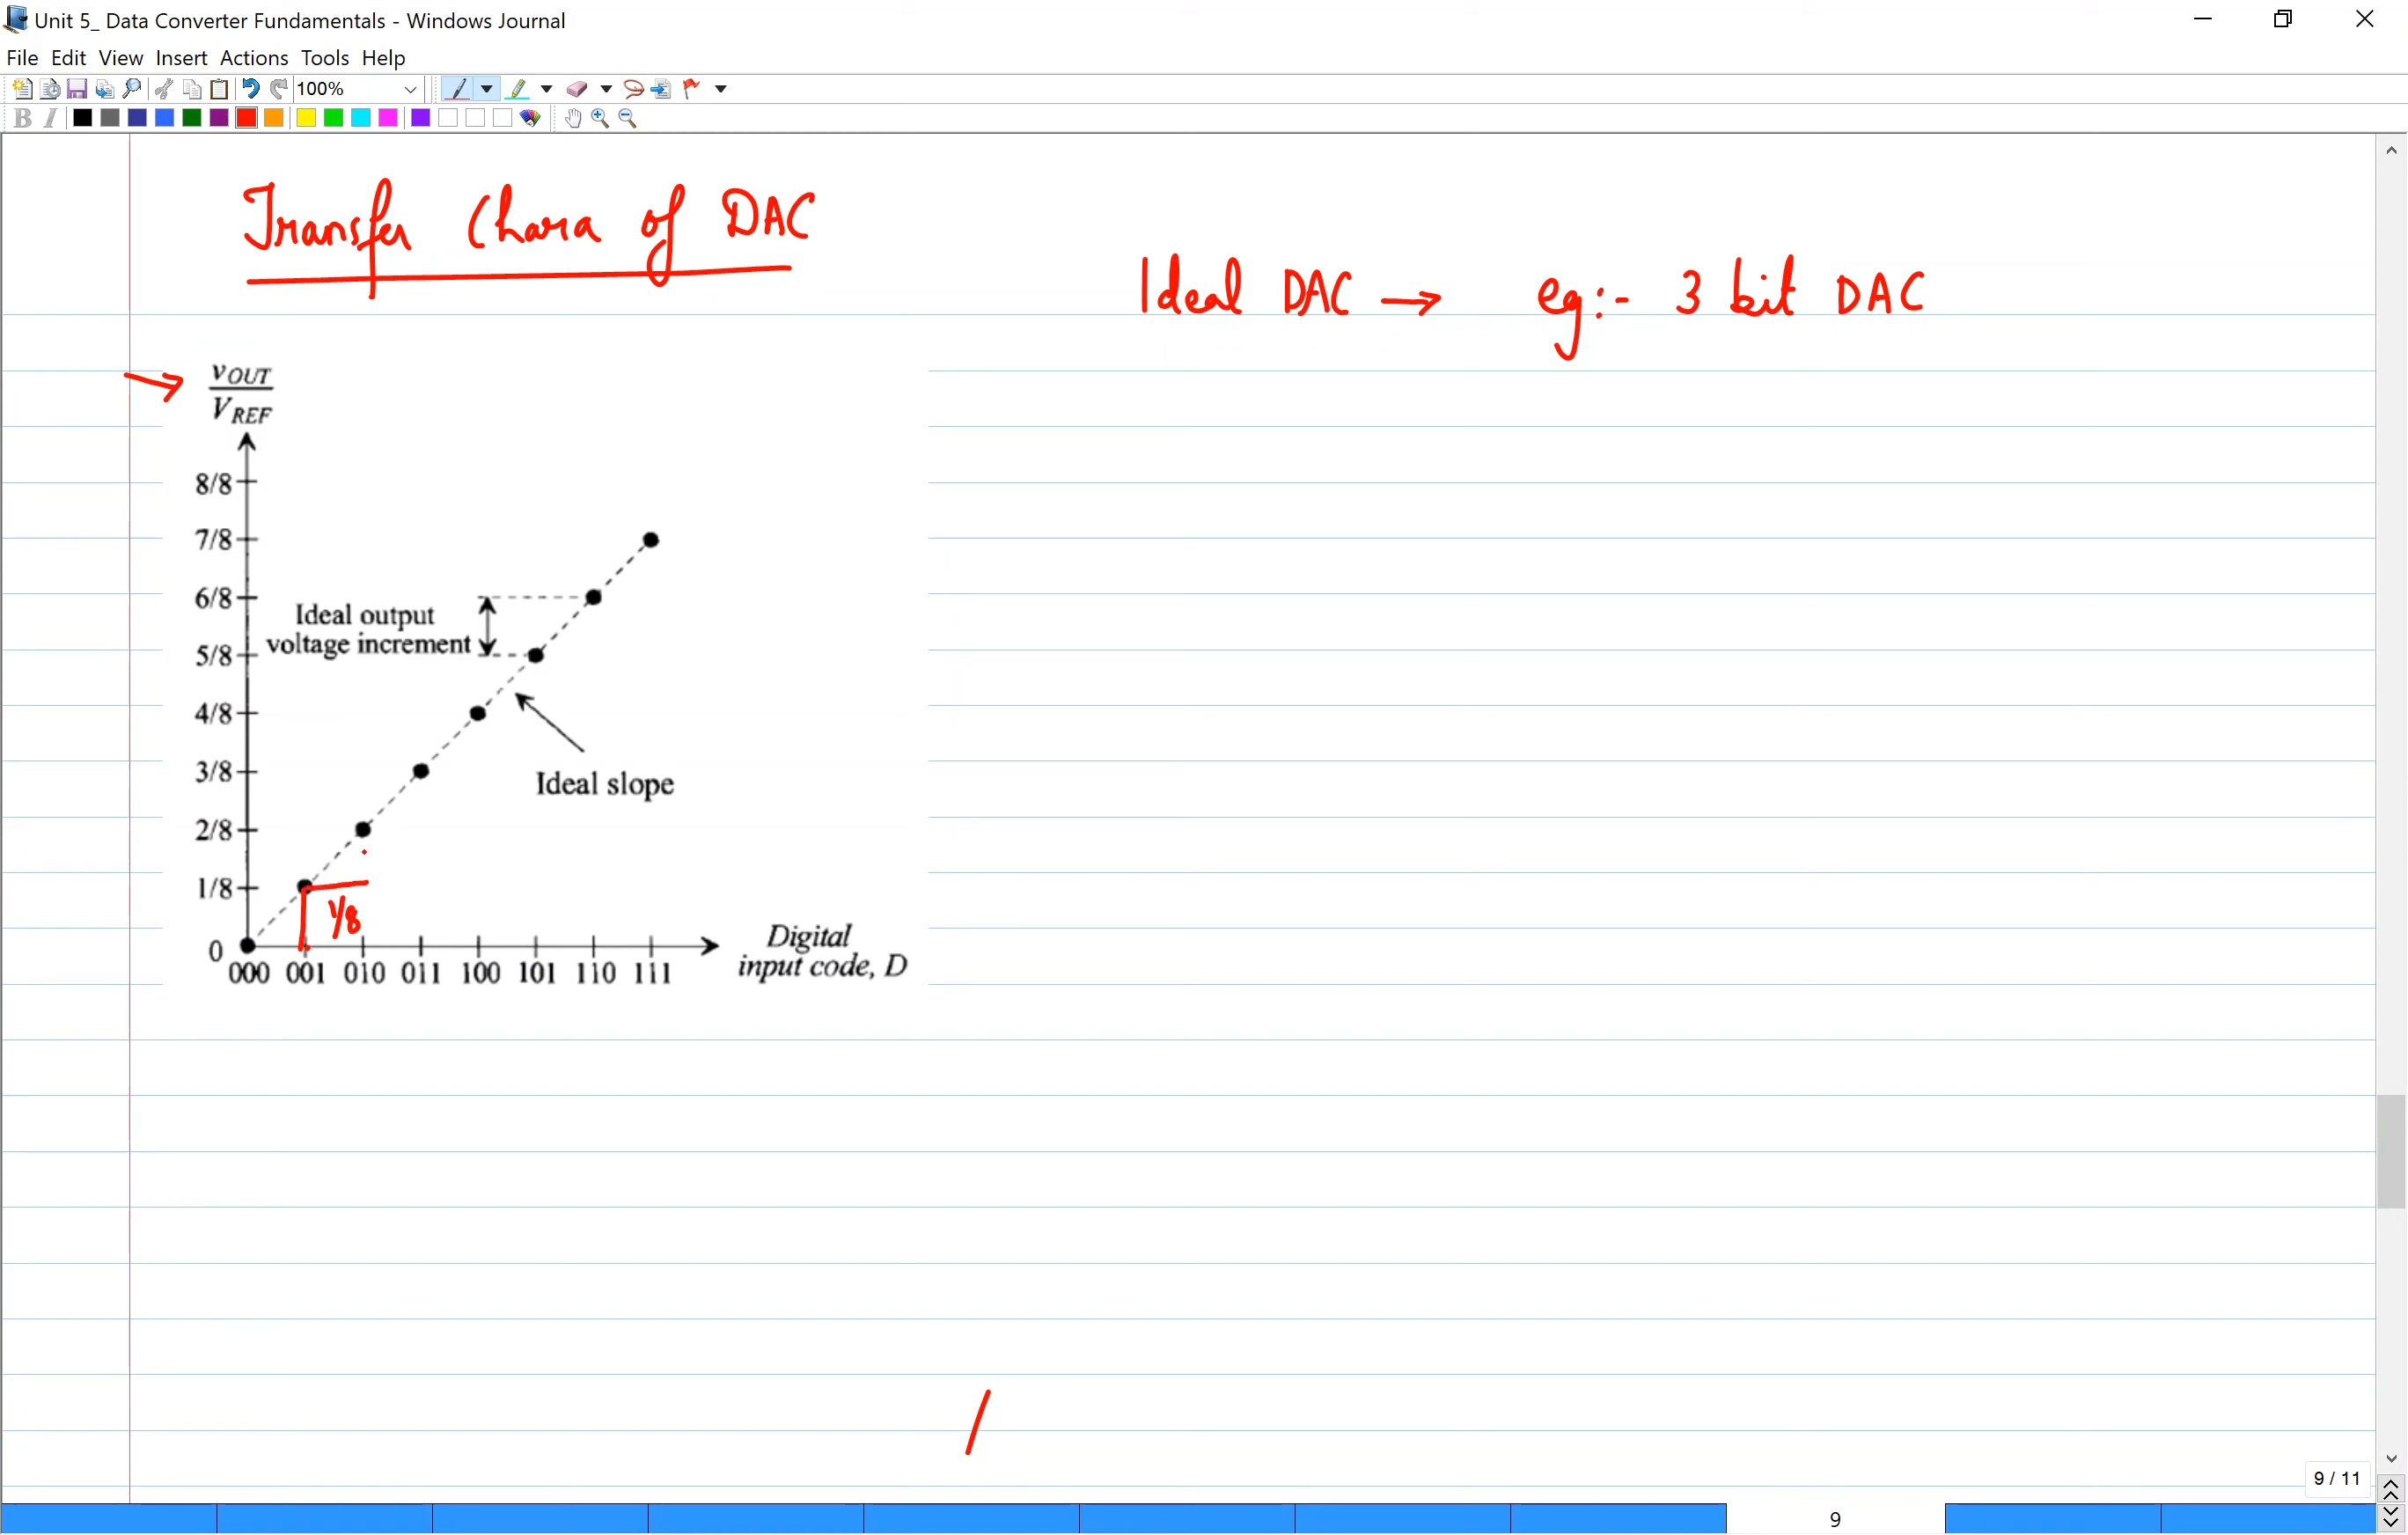 Unit 5_ Data Converter Fundamentals - Windows Journal
File Edit View Insert Actions Tools Help
100%
B I
Transfer Chara of DAC
Ideal DAC → eg:- 3 bit DAC
→ vOUT
VREF
8/8
7/8
6/8
Ideal output
voltage increment
5/8
4/8
Ideal slope
3/8
2/8
1/8
1/8
0
000 001 010 011 100 101 110 111
Digital
input code, D
9 / 11
9